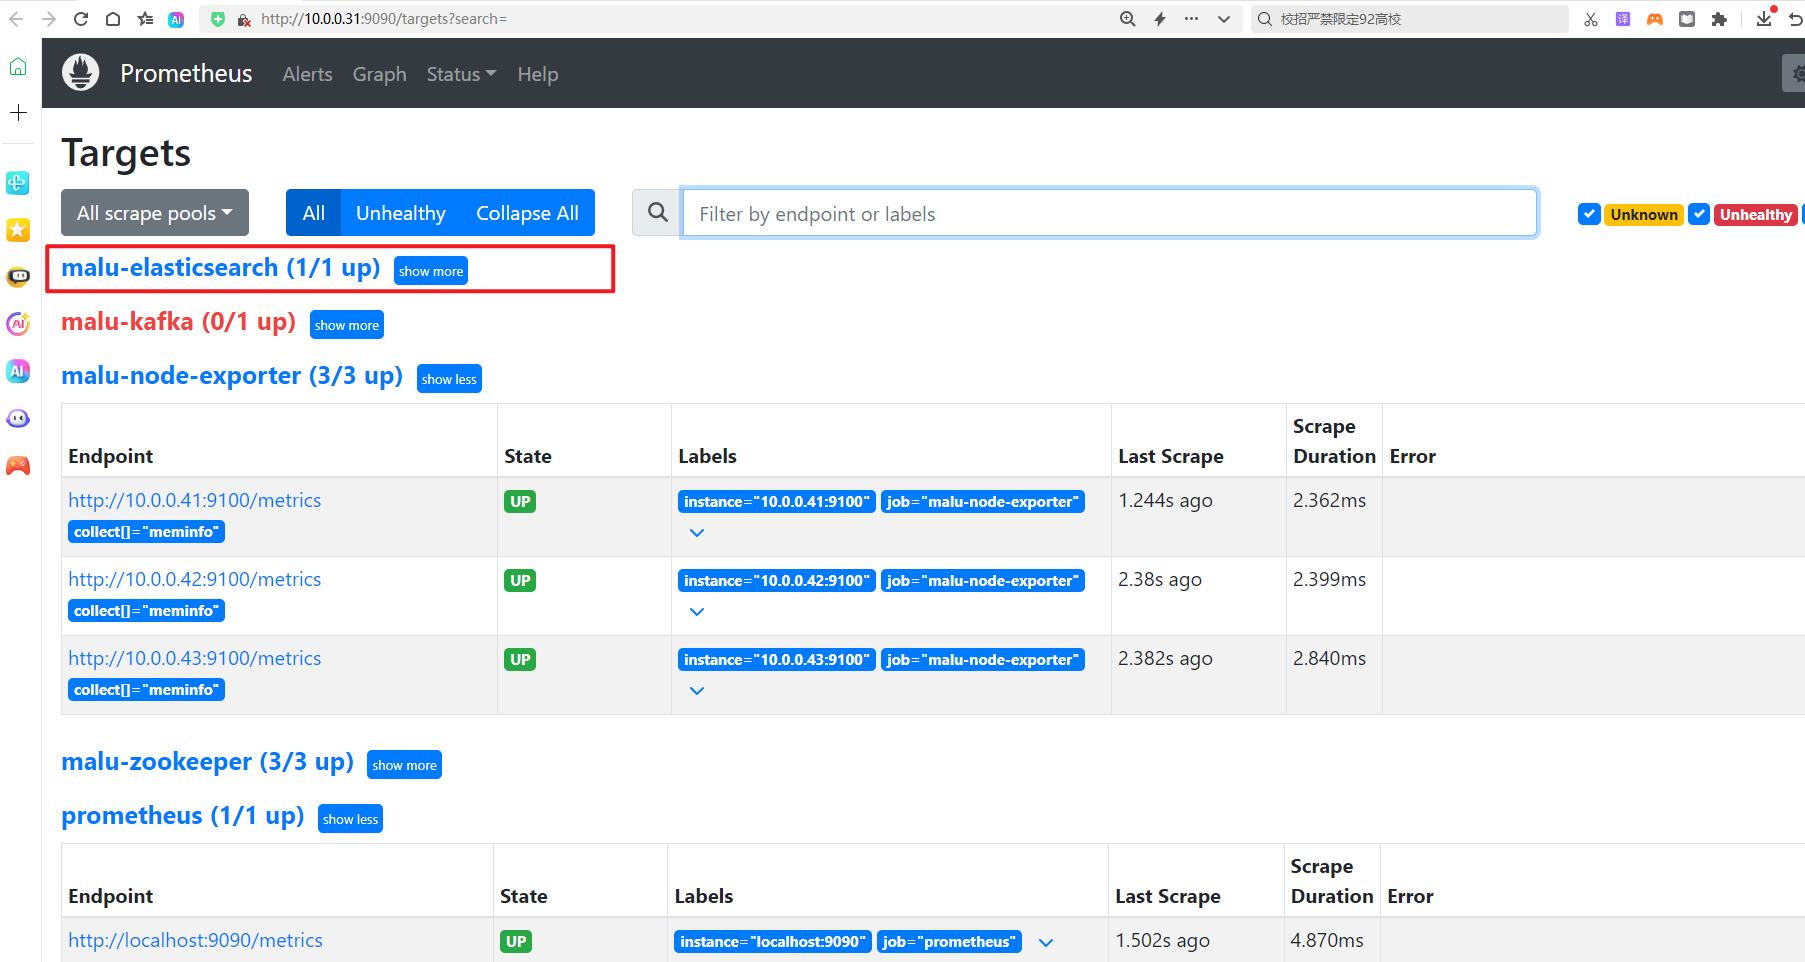 http://10.0.0.31:9090/targets?search=
校招严禁限定92高校
Prometheus Alerts Graph Status Help
Targets
All scrape pools All Unhealthy Collapse All Filter by endpoint or labels Unknown Unhealthy
malu-elasticsearch (1/1 up) show more
malu-kafka (0/1 up) show more
malu-node-exporter (3/3 up) show less
Endpoint State Labels Last Scrape Scrape Duration Error
http://10.0.0.41:9100/metrics UP instance="10.0.0.41:9100" job="malu-node-exporter" 1.244s ago 2.362ms
collect[]="meminfo"
http://10.0.0.42:9100/metrics UP instance="10.0.0.42:9100" job="malu-node-exporter" 2.38s ago 2.399ms
collect[]="meminfo"
http://10.0.0.43:9100/metrics UP instance="10.0.0.43:9100" job="malu-node-exporter" 2.382s ago 2.840ms
collect[]="meminfo"
malu-zookeeper (3/3 up) show more
prometheus (1/1 up) show less
Endpoint State Labels Last Scrape Scrape Duration Error
http://localhost:9090/metrics UP instance="localhost:9090" job="prometheus" 1.502s ago 4.870ms